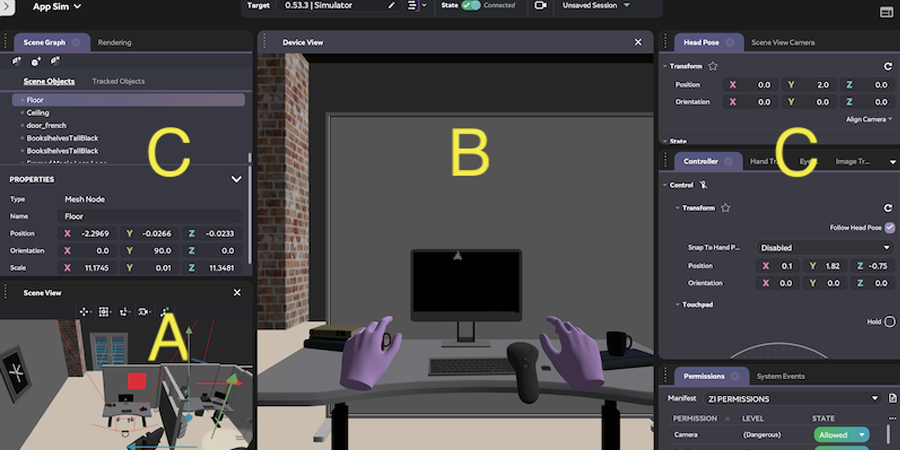 App Sim
Target 0.53.3 | Simulator
State Connected
Unsaved Session
Scene Graph Rendering
Scene Objects Tracked Objects
Floor
Ceiling
door_french
BookshelvesTallBlack
BookshelvesTallBlack
C
PROPERTIES
Type Mesh Node
Name Floor
Position X -2.2969 Y -0.0266 Z -0.0233
Orientation X 0.0 Y 90.0 Z 0.0
Scale X 11.1745 Y 0.01 Z 11.3481
Scene View
A
Device View
B
Head Pose Scene View Camera
Transform
Position X 0.0 Y 2.0 Z 0.0
Orientation X 0.0 Y 0.0 Z 0.0
Align Camera
State
C
Controller Hand Tr Eye Image Tr...
Control
Transform
Follow Head Pose
Snap To Hand P... Disabled
Position X 0.1 Y 1.82 Z -0.75
Orientation X 0.0 Y 0.0 Z 0.0
Touchpad
Hold
Permissions System Events
Manifest ZI PERMISSIONS
PERMISSION LEVEL STATE
Camera (Dangerous) Allowed